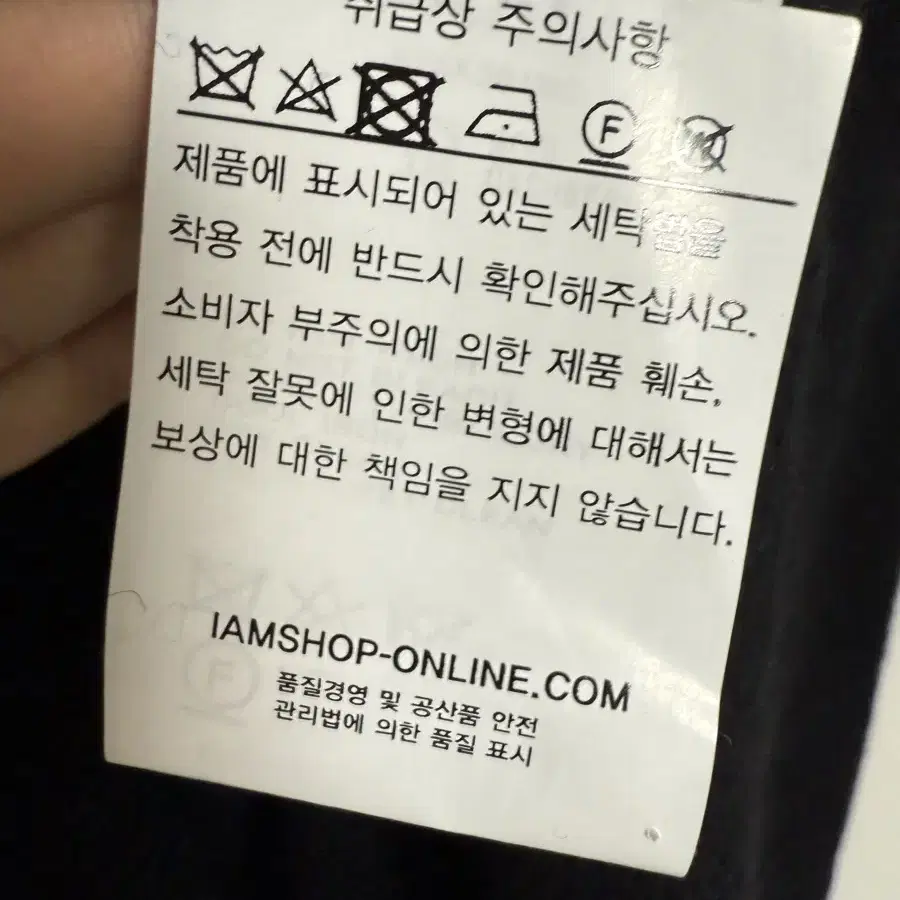 취급상 주의사항
F W
제품에 표시되어 있는 세탁법을
착용 전에 반드시 확인해주십시오.
소비자 부주의에 의한 제품 훼손,
세탁 잘못에 인한 변형에 대해서는
보상에 대한 책임을 지지 않습니다.
IAMSHOP-ONLINE.COM
품질경영 및 공산품 안전
관리법에 의한 품질 표시